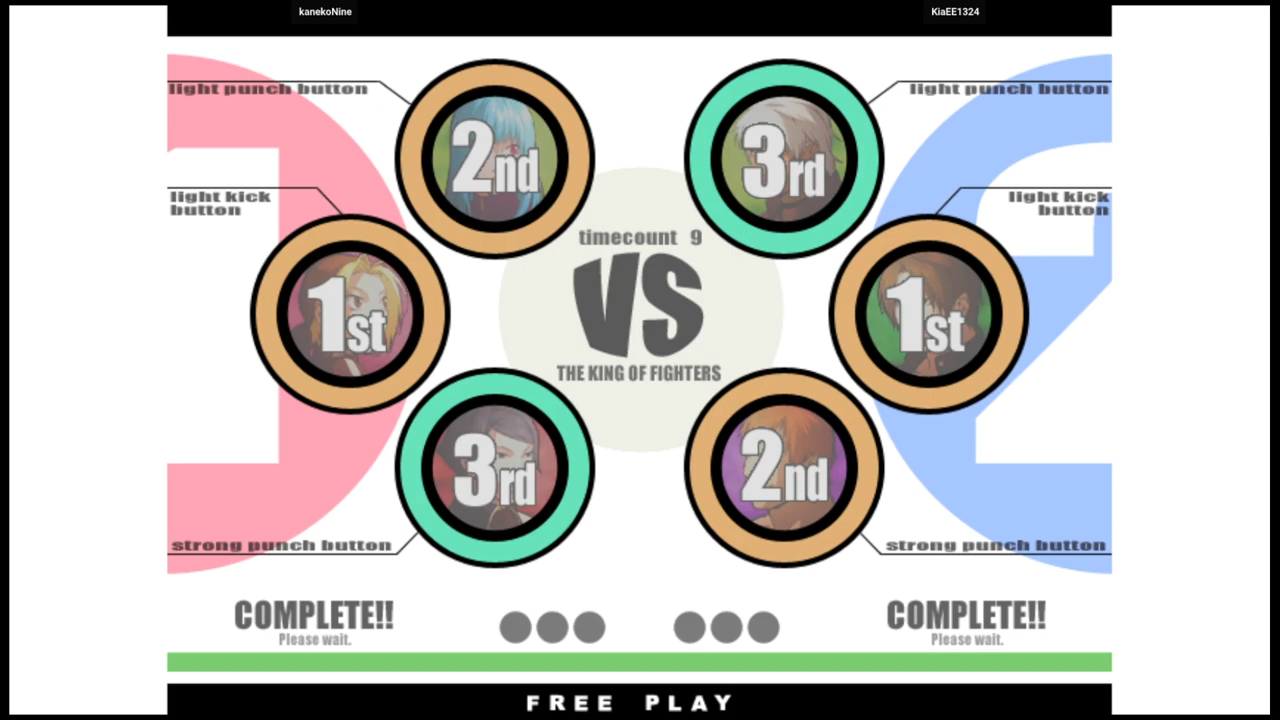 kanekoNine
KiaEE1324
light punch button
light punch button
2nd
3rd
light kick
button
light kick
button
timecount 9
VS
1st
1st
THE KING OF FIGHTERS
3rd
2nd
strong punch button
strong punch button
COMPLETE!!
Please wait.
COMPLETE!!
Please wait.
FREE PLAY